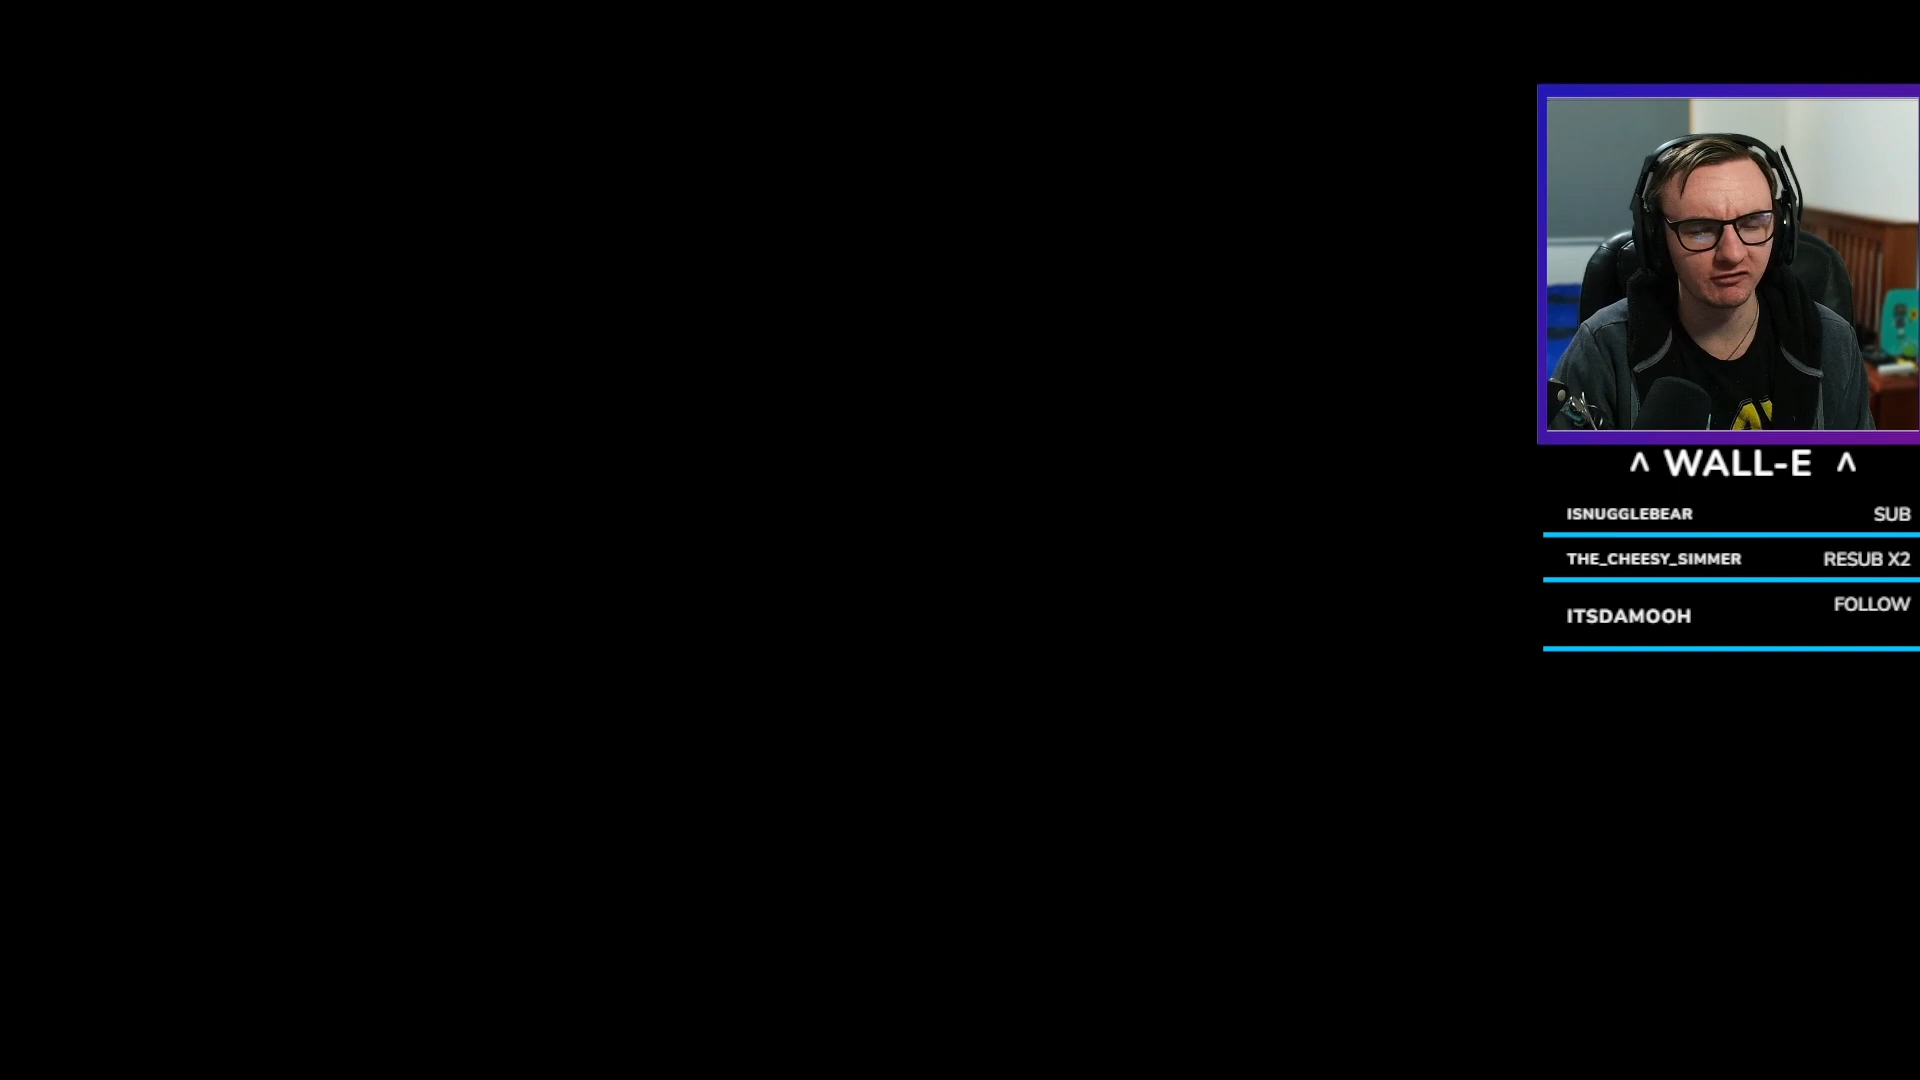 ^ WALL-E ^
ISNUGGLEBEAR SUB
THE_CHEESY_SIMMER RESUB X2
ITSDAMOOH FOLLOW